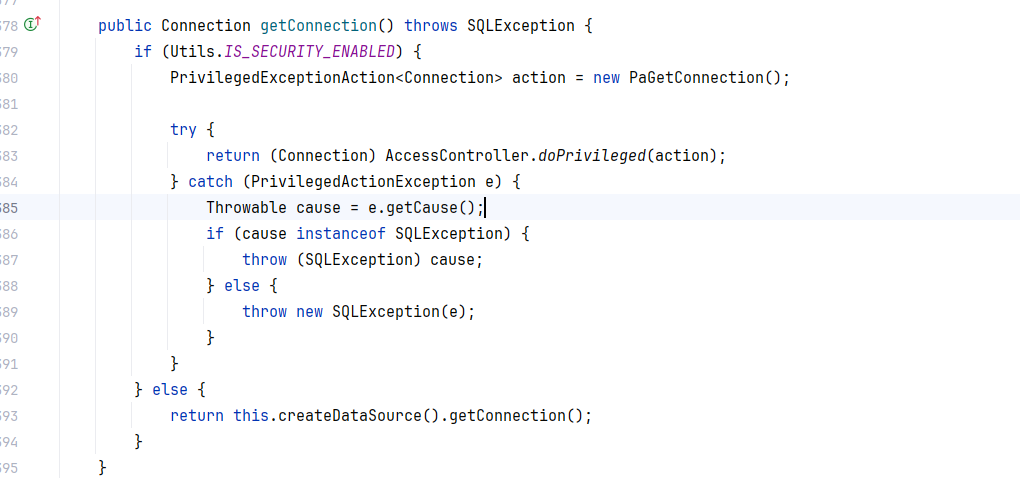 378 public Connection getConnection() throws SQLException {
379 if (Utils.IS_SECURITY_ENABLED) {
380 PrivilegedExceptionAction<Connection> action = new PaGetConnection();
381
382 try {
383 return (Connection) AccessController.doPrivileged(action);
384 } catch (PrivilegedActionException e) {
385 Throwable cause = e.getCause();
386 if (cause instanceof SQLException) {
387 throw (SQLException) cause;
388 } else {
389 throw new SQLException(e);
390 }
391 }
392 } else {
393 return this.createDataSource().getConnection();
394 }
395 }